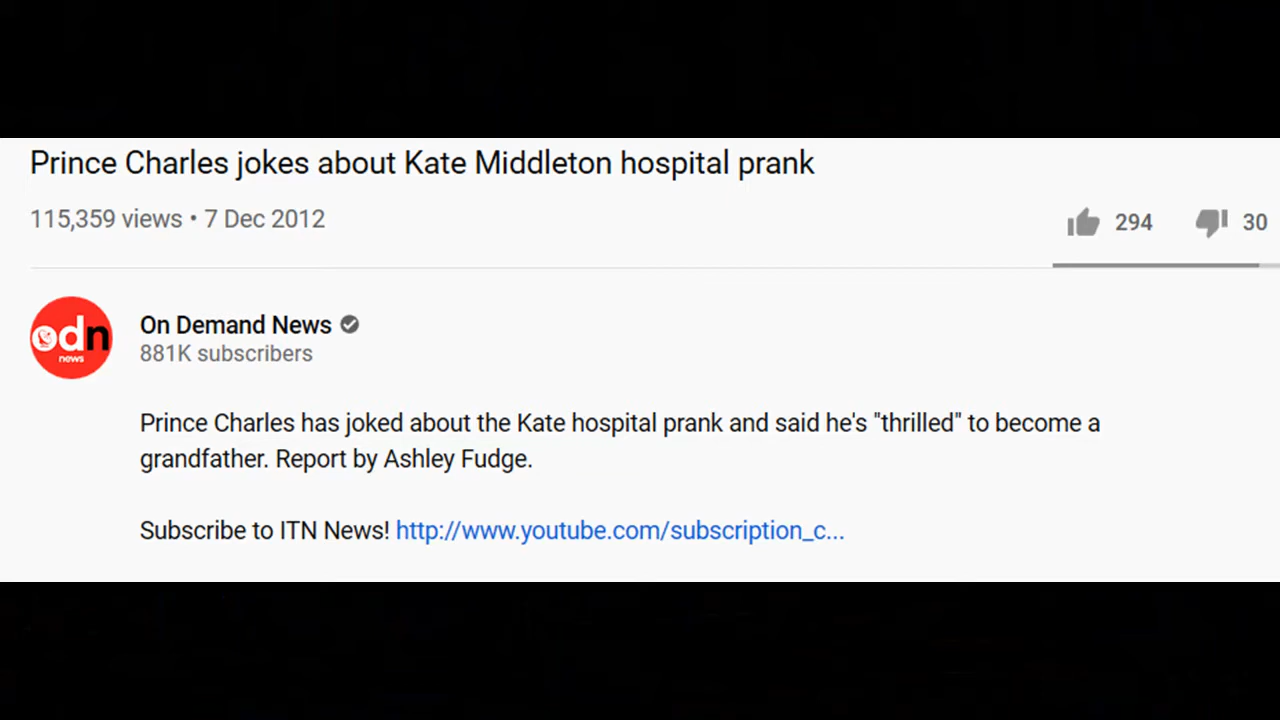 Prince Charles jokes about Kate Middleton hospital prank
115,359 views • 7 Dec 2012
294 30
odn
news
On Demand News
881K subscribers
Prince Charles has joked about the Kate hospital prank and said he's "thrilled" to become a
grandfather. Report by Ashley Fudge.
Subscribe to ITN News! http://www.youtube.com/subscription_c...